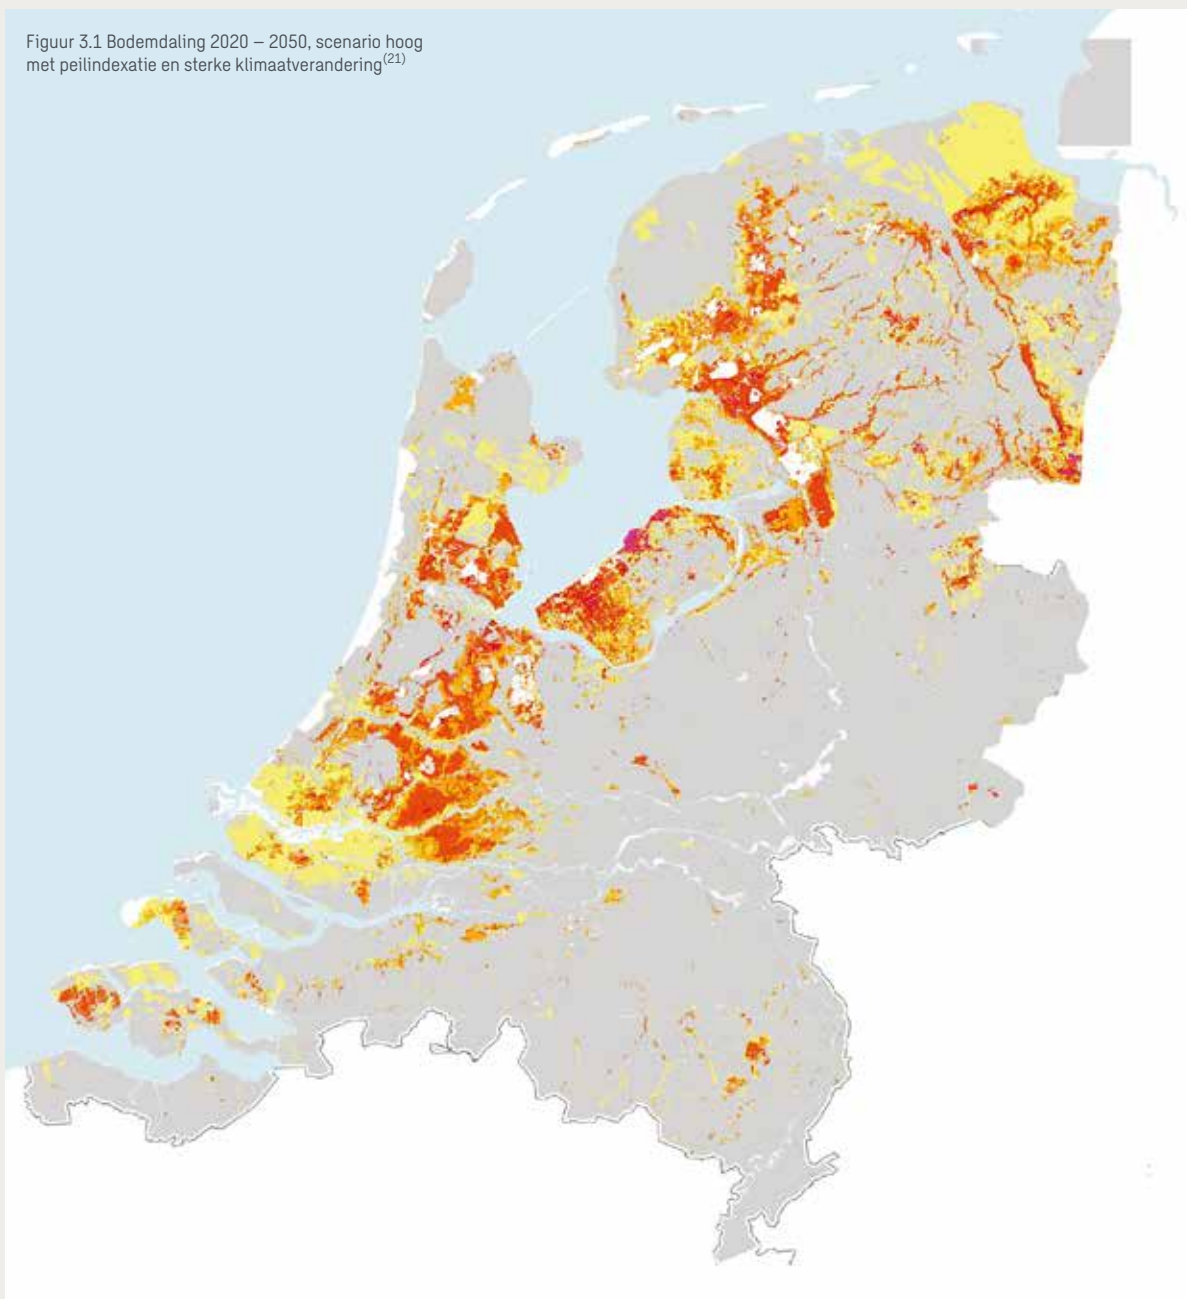 Figuur 3.1 Bodemdaling 2020 – 2050, scenario hoog
met peilindexatie en sterke klimaatverandering(21)